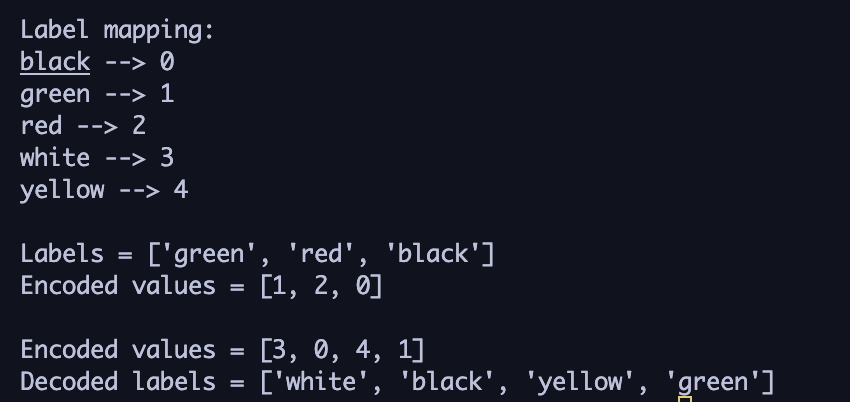 Label mapping:
black --> 0
green --> 1
red --> 2
white --> 3
yellow --> 4
Labels = ['green', 'red', 'black']
Encoded values = [1, 2, 0]
Encoded values = [3, 0, 4, 1]
Decoded labels = ['white', 'black', 'yellow', 'green']